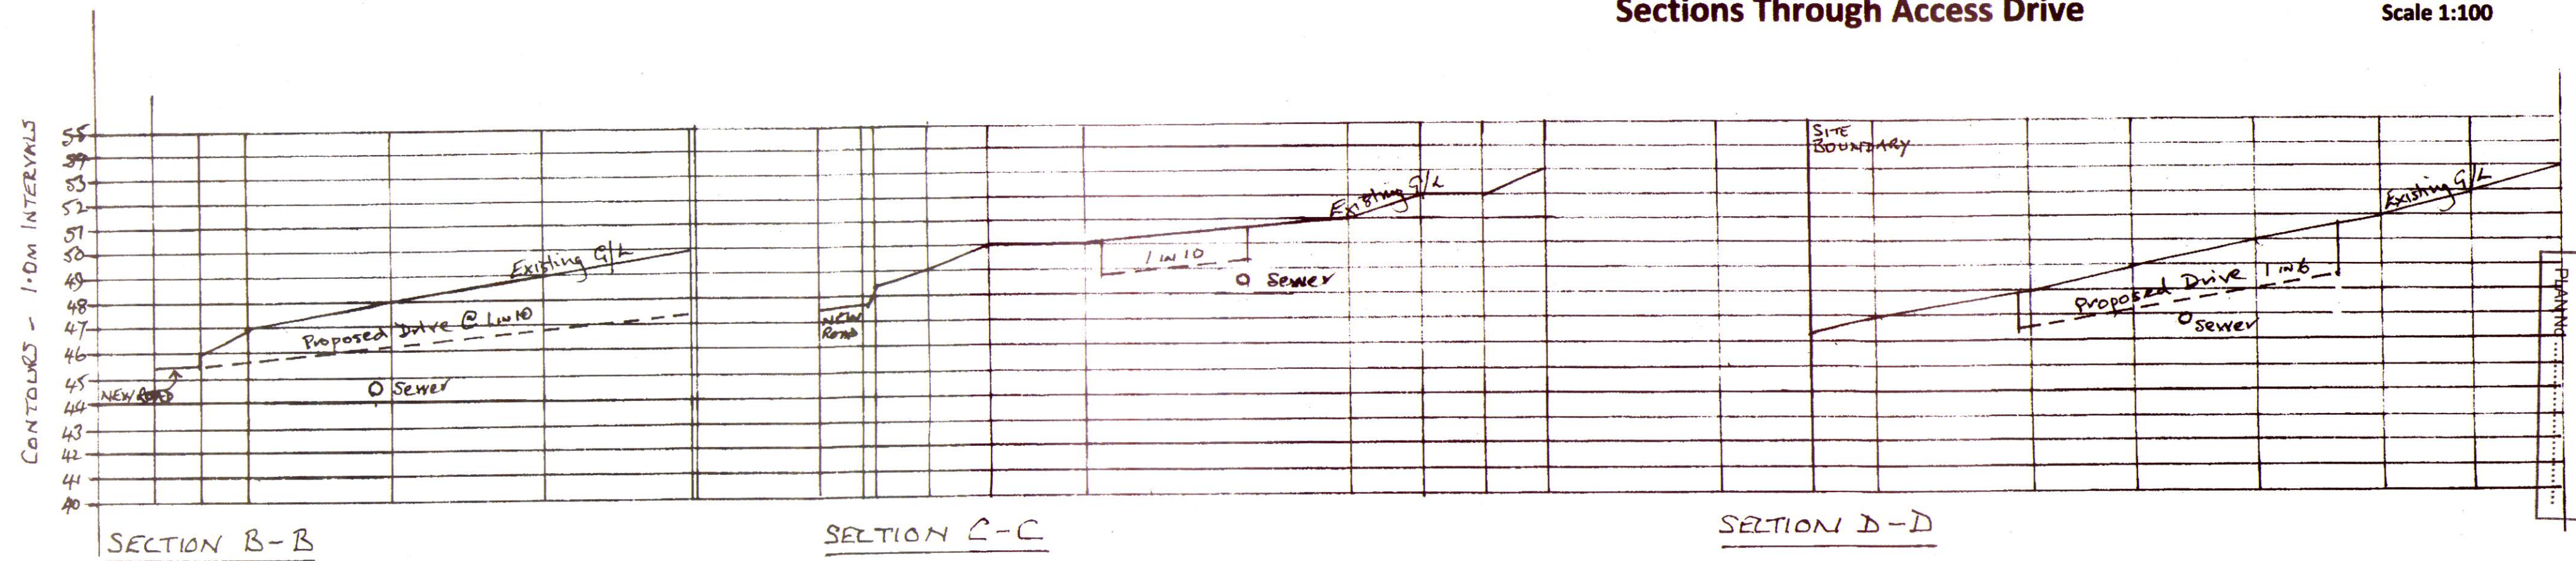 Sections Through Access Drive
Scale 1:100
CONTOURS - 1.0M INTERVALS
55
54
53
52
51
50
49
48
47
46
45
44
43
42
41
40
NEW ROAD
Existing G/L
Proposed Drive @ 1 in 10
Sewer
SECTION B-B
NEW
ROAD
Existing G/L
1 IN 10
Sewer
SECTION C-C
SITE
BOUNDARY
Existing G/L
Proposed Drive 1 in 6
Sewer
SECTION D-D